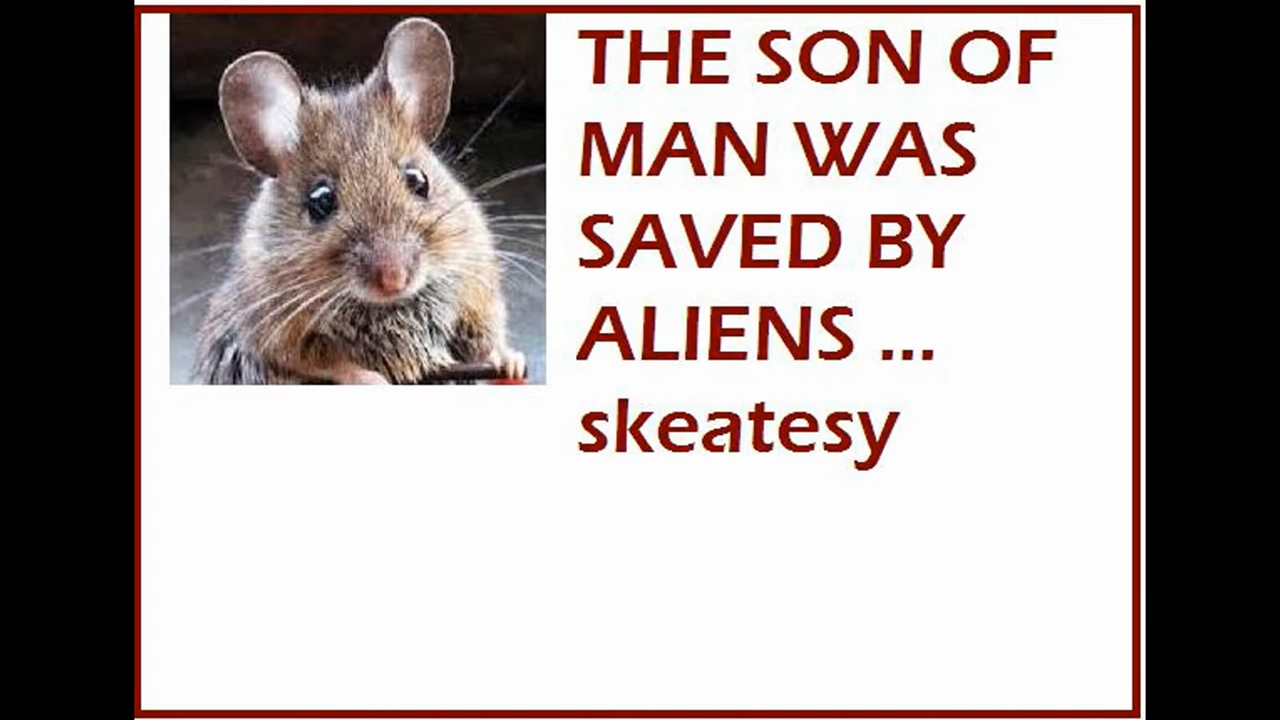 THE SON OF
MAN WAS
SAVED BY
ALIENS ...
skeatesy